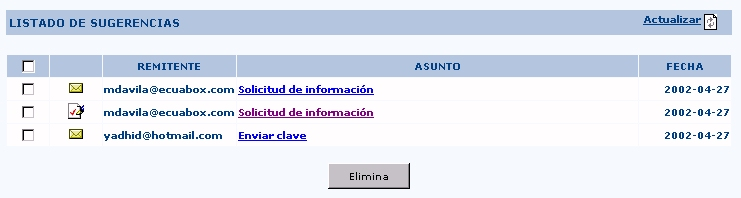 LISTADO DE SUGERENCIAS Actualizar
REMITENTE ASUNTO FECHA
mdavila@ecuabox.com Solicitud de información 2002-04-27
mdavila@ecuabox.com Solicitud de información 2002-04-27
yadhid@hotmail.com Enviar clave 2002-04-27
Elimina